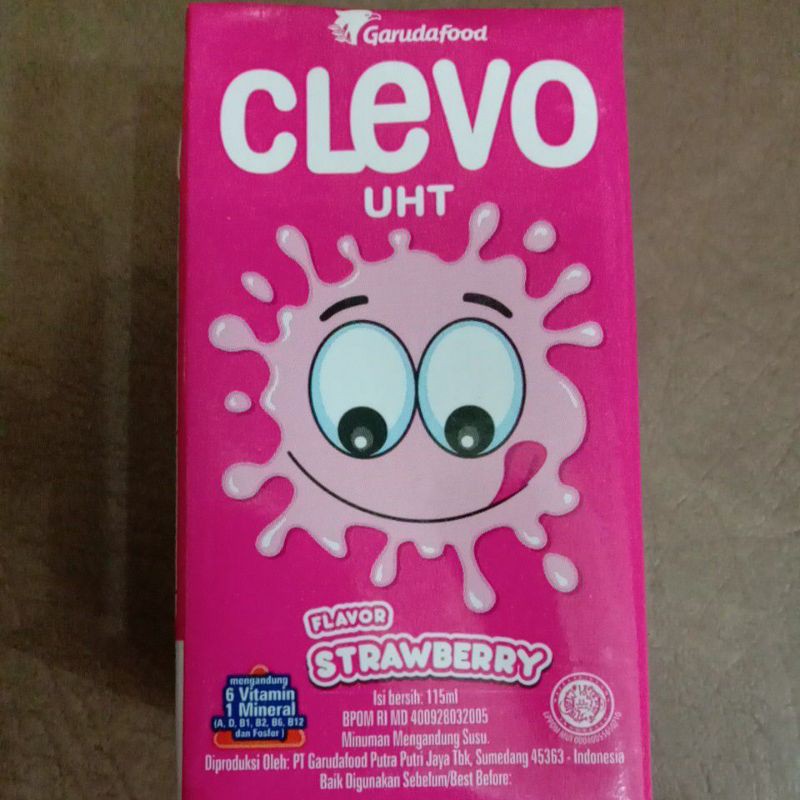 Garudafood
CLEVO
UHT
FLAVOR
STRAWBERRY
mengandung
6 Vitamin
1 Mineral
(A, D, B1, B2, B6, B12
dan Fosfor)
Isi bersih: 115ml
BPOM RI MD 400928032005
Minuman Mengandung Susu.
Diproduksi Oleh: PT Garudafood Putra Putri Jaya Tbk, Sumedang 45363 - Indonesia
Baik Digunakan Sebelum/Best Before: